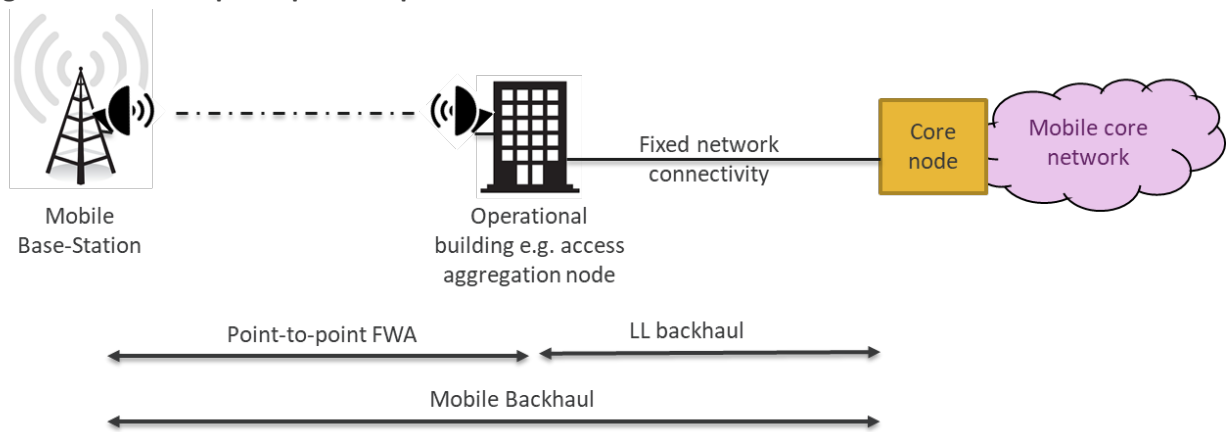 Mobile
Base-Station
Operational
building e.g. access
aggregation node
Fixed network
connectivity
Core
node
Mobile core
network
Point-to-point FWA
LL backhaul
Mobile Backhaul